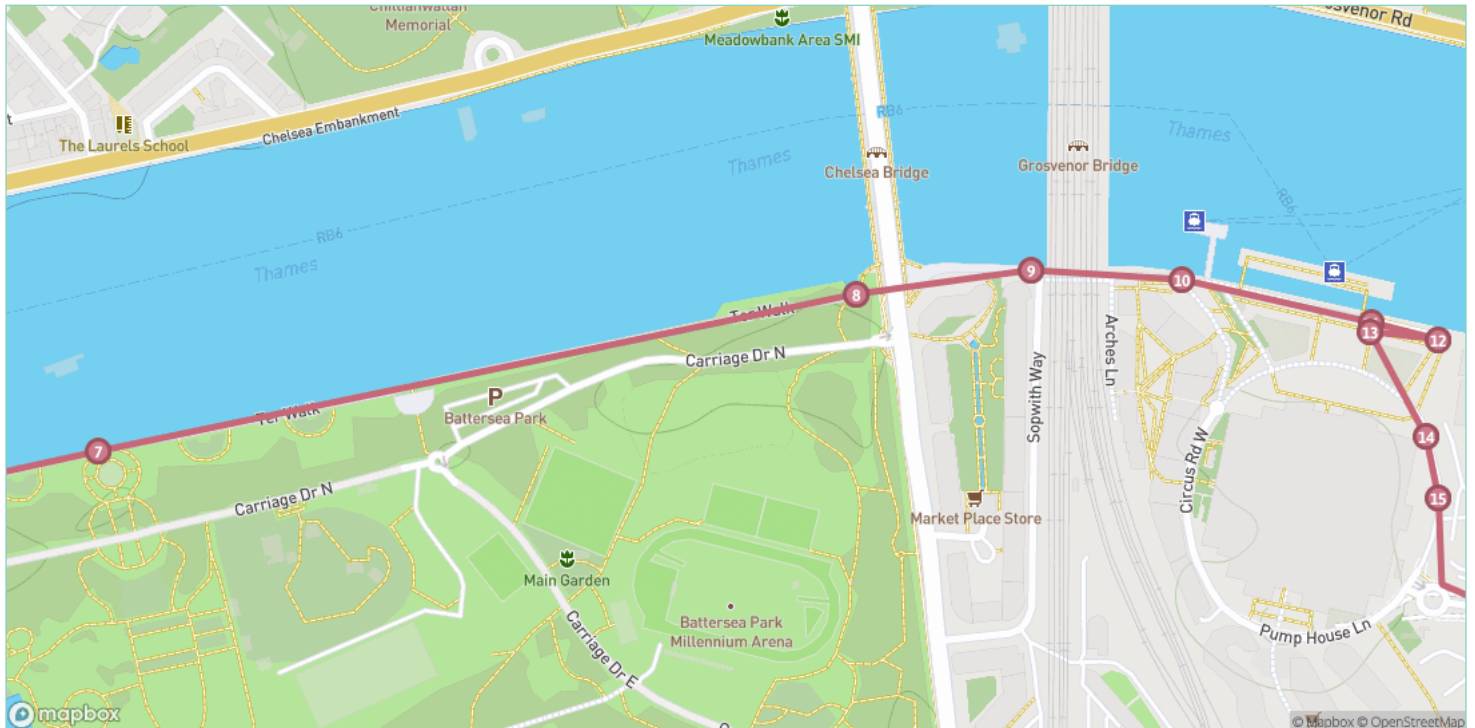 Chillianwallah
Memorial
Meadowbank Area SMI
Grosvenor Rd
The Laurels School
Chelsea Embankment
RB6
Thames
Thames
Chelsea Bridge
Grosvenor Bridge
RB6
Thames
RB6
Ter Walk
8
9
10
13
12
Carriage Dr N
P
Battersea Park
Ter Walk
7
Carriage Dr N
Sopwith Way
Arches Ln
14
15
Circus Rd W
Market Place Store
Main Garden
Battersea Park
Millennium Arena
Carriage Dr E
Pump House Ln
mapbox
© Mapbox © OpenStreetMap